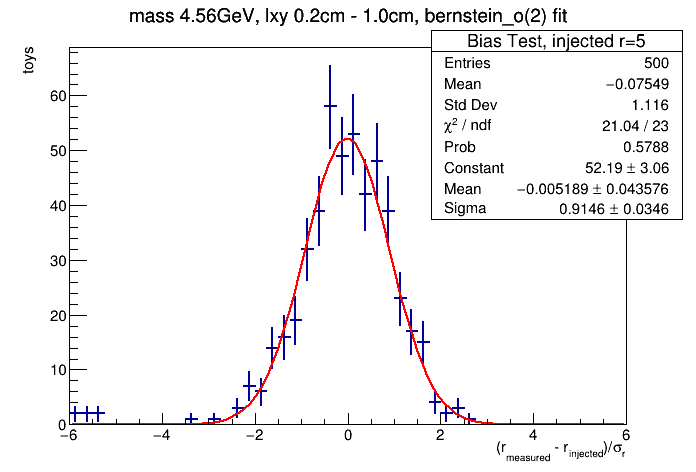 mass 4.56GeV, lxy 0.2cm - 1.0cm, bernstein_o(2) fit
toys
Bias Test, injected r=5
Entries 500
Mean −0.07549
Std Dev 1.116
χ² / ndf 21.04 / 23
Prob 0.5788
Constant 52.19 ± 3.06
Mean −0.005189 ± 0.043576
Sigma 0.9146 ± 0.0346
60
50
40
30
20
10
0
−6 −4 −2 0 2 4 6
(r_measured - r_injected)/σ_r